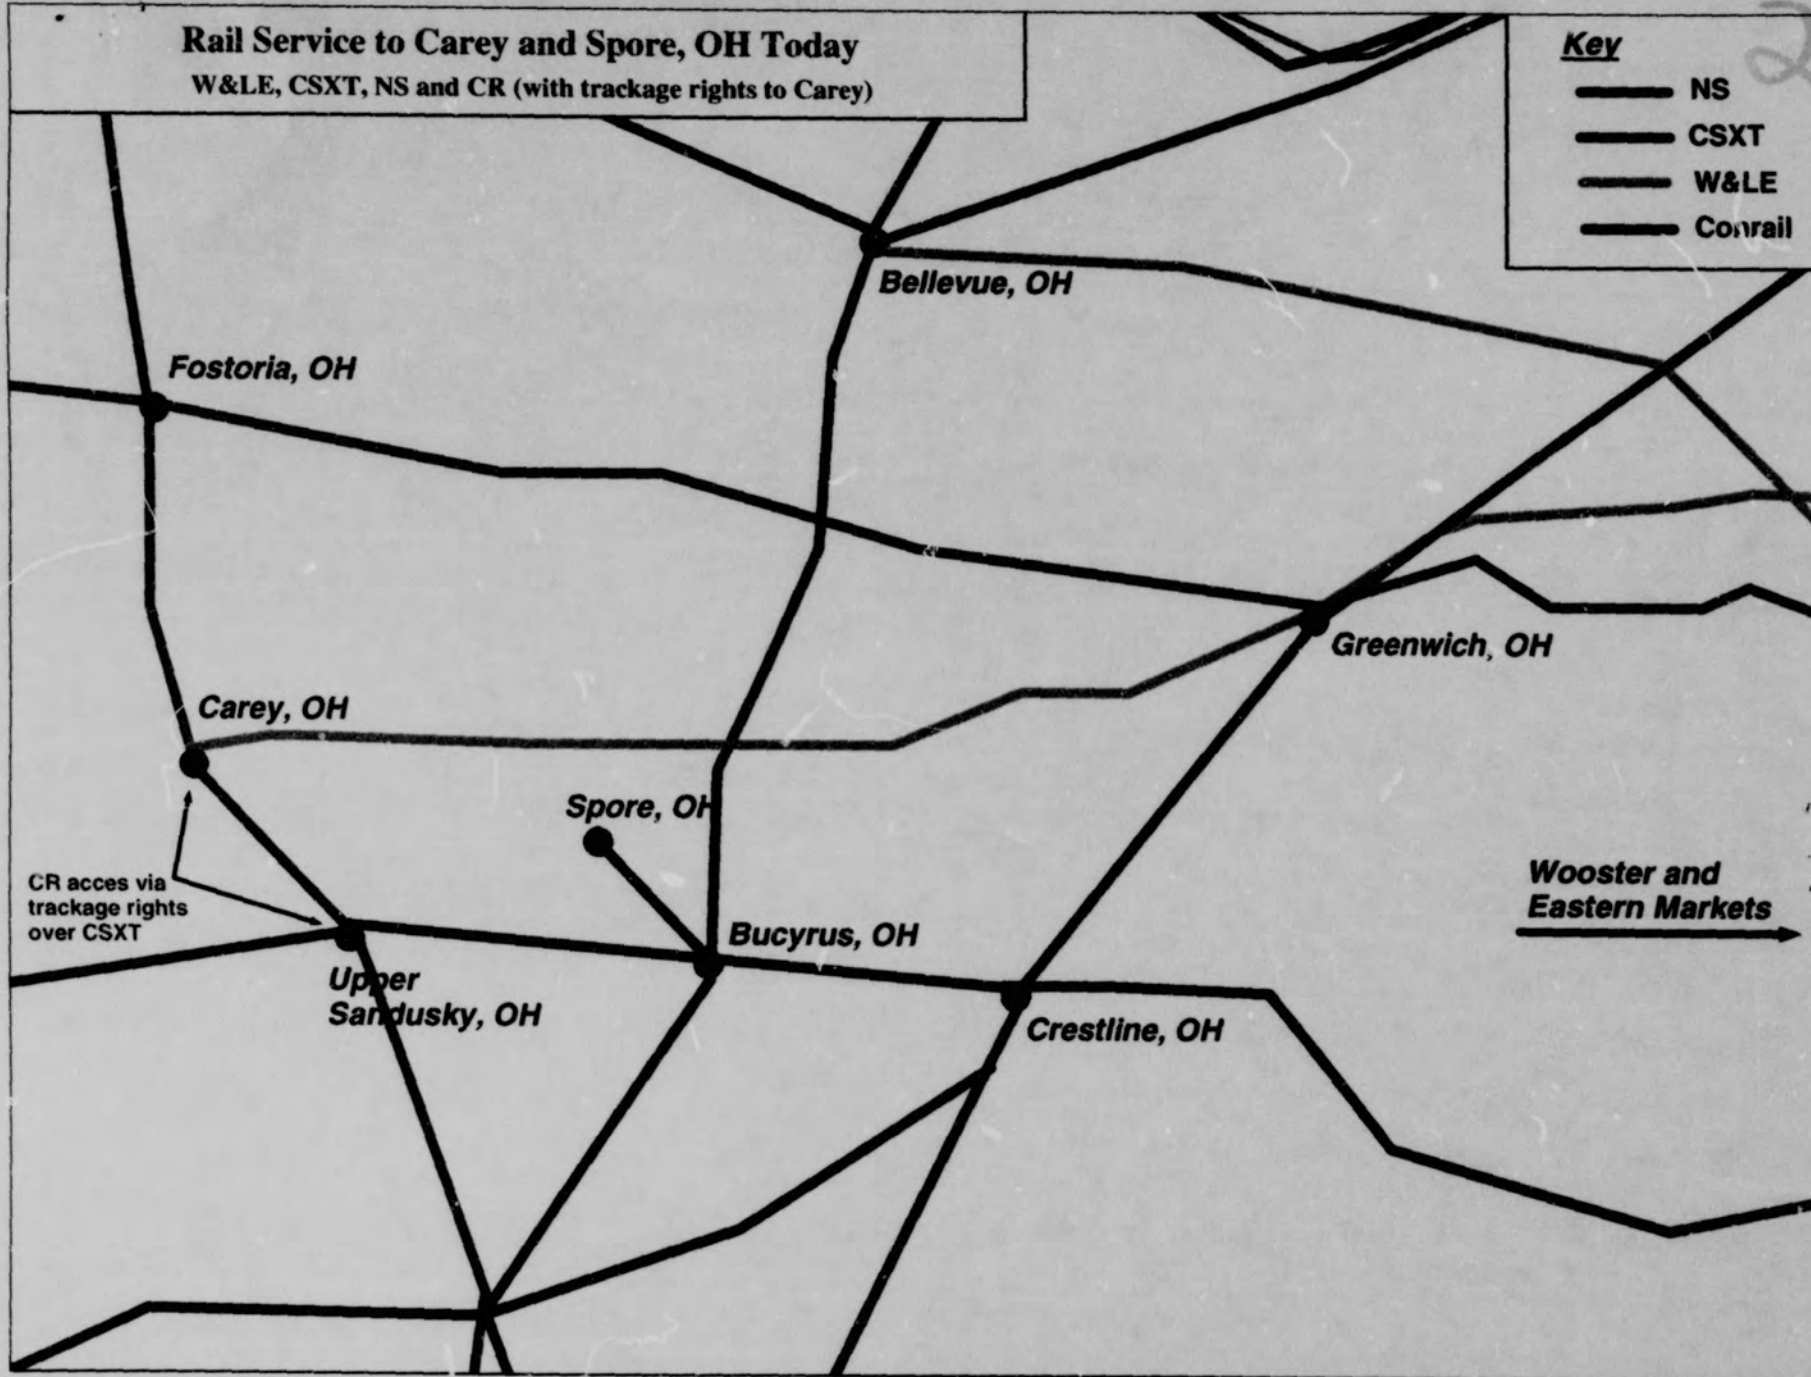 Rail Service to Carey and Spore, OH Today
W&LE, CSXT, NS and CR (with trackage rights to Carey)
Key
2
NS
CSXT
W&LE
Conrail
Bellevue, OH
Fostoria, OH
Greenwich, OH
Carey, OH
Spore, OH
CR acces via
trackage rights
over CSXT
Wooster and
Eastern Markets
Bucyrus, OH
Upper
Sandusky, OH
Crestline, OH